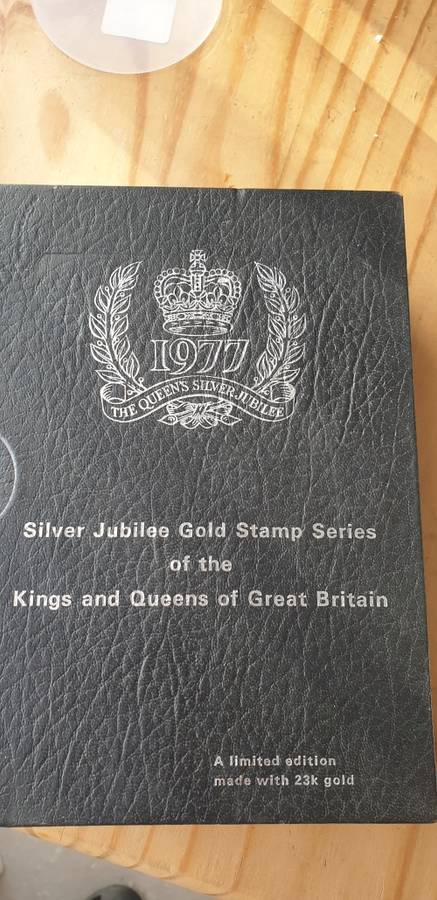 1977
THE QUEEN'S SILVER JUBILEE
Silver Jubilee Gold Stamp Series
of the
Kings and Queens of Great Britain
A limited edition
made with 23k gold